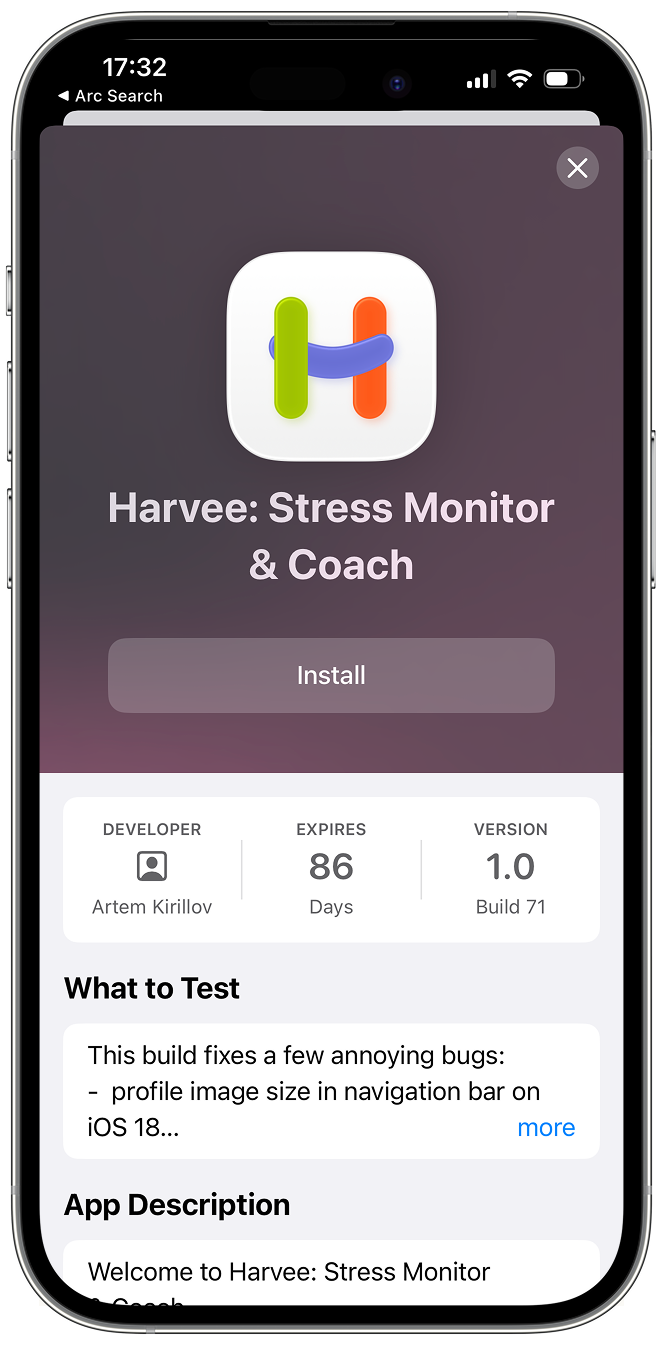 17:32
◀ Arc Search
Harvee: Stress Monitor
& Coach
Install
DEVELOPER
Artem Kirillov
EXPIRES
86
Days
VERSION
1.0
Build 71
What to Test
This build fixes a few annoying bugs:
- profile image size in navigation bar on
iOS 18...
more
App Description
Welcome to Harvee: Stress Monitor
& Coach